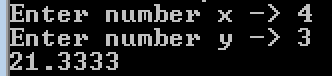 Enter number x -> 4
Enter number y -> 3
21.3333